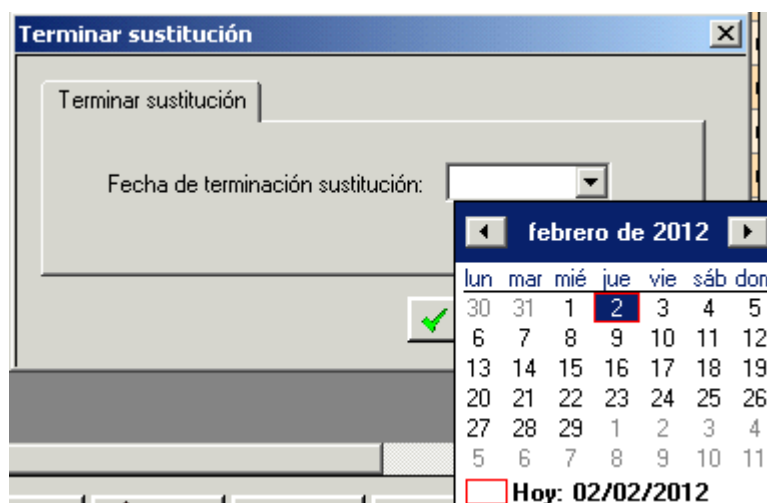 Terminar sustitución
Terminar sustitución
Fecha de terminación sustitución:
febrero de 2012
lun mar mié jue vie sáb dom
30 31 1 2 3 4 5
6 7 8 9 10 11 12
13 14 15 16 17 18 19
20 21 22 23 24 25 26
27 28 29 1 2 3 4
5 6 7 8 9 10 11
Hoy: 02/02/2012